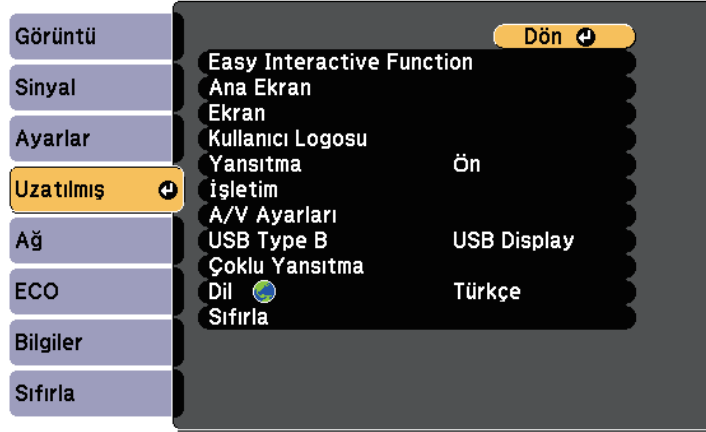 Görüntü
Sinyal
Ayarlar
Uzatılmış
Ağ
ECO
Bilgiler
Sıfırla
Dön
Easy Interactive Function
Ana Ekran
Ekran
Kullanıcı Logosu
Yansıtma Ön
İşletim
A/V Ayarları
USB Type B USB Display
Çoklu Yansıtma
Dil Türkçe
Sıfırla